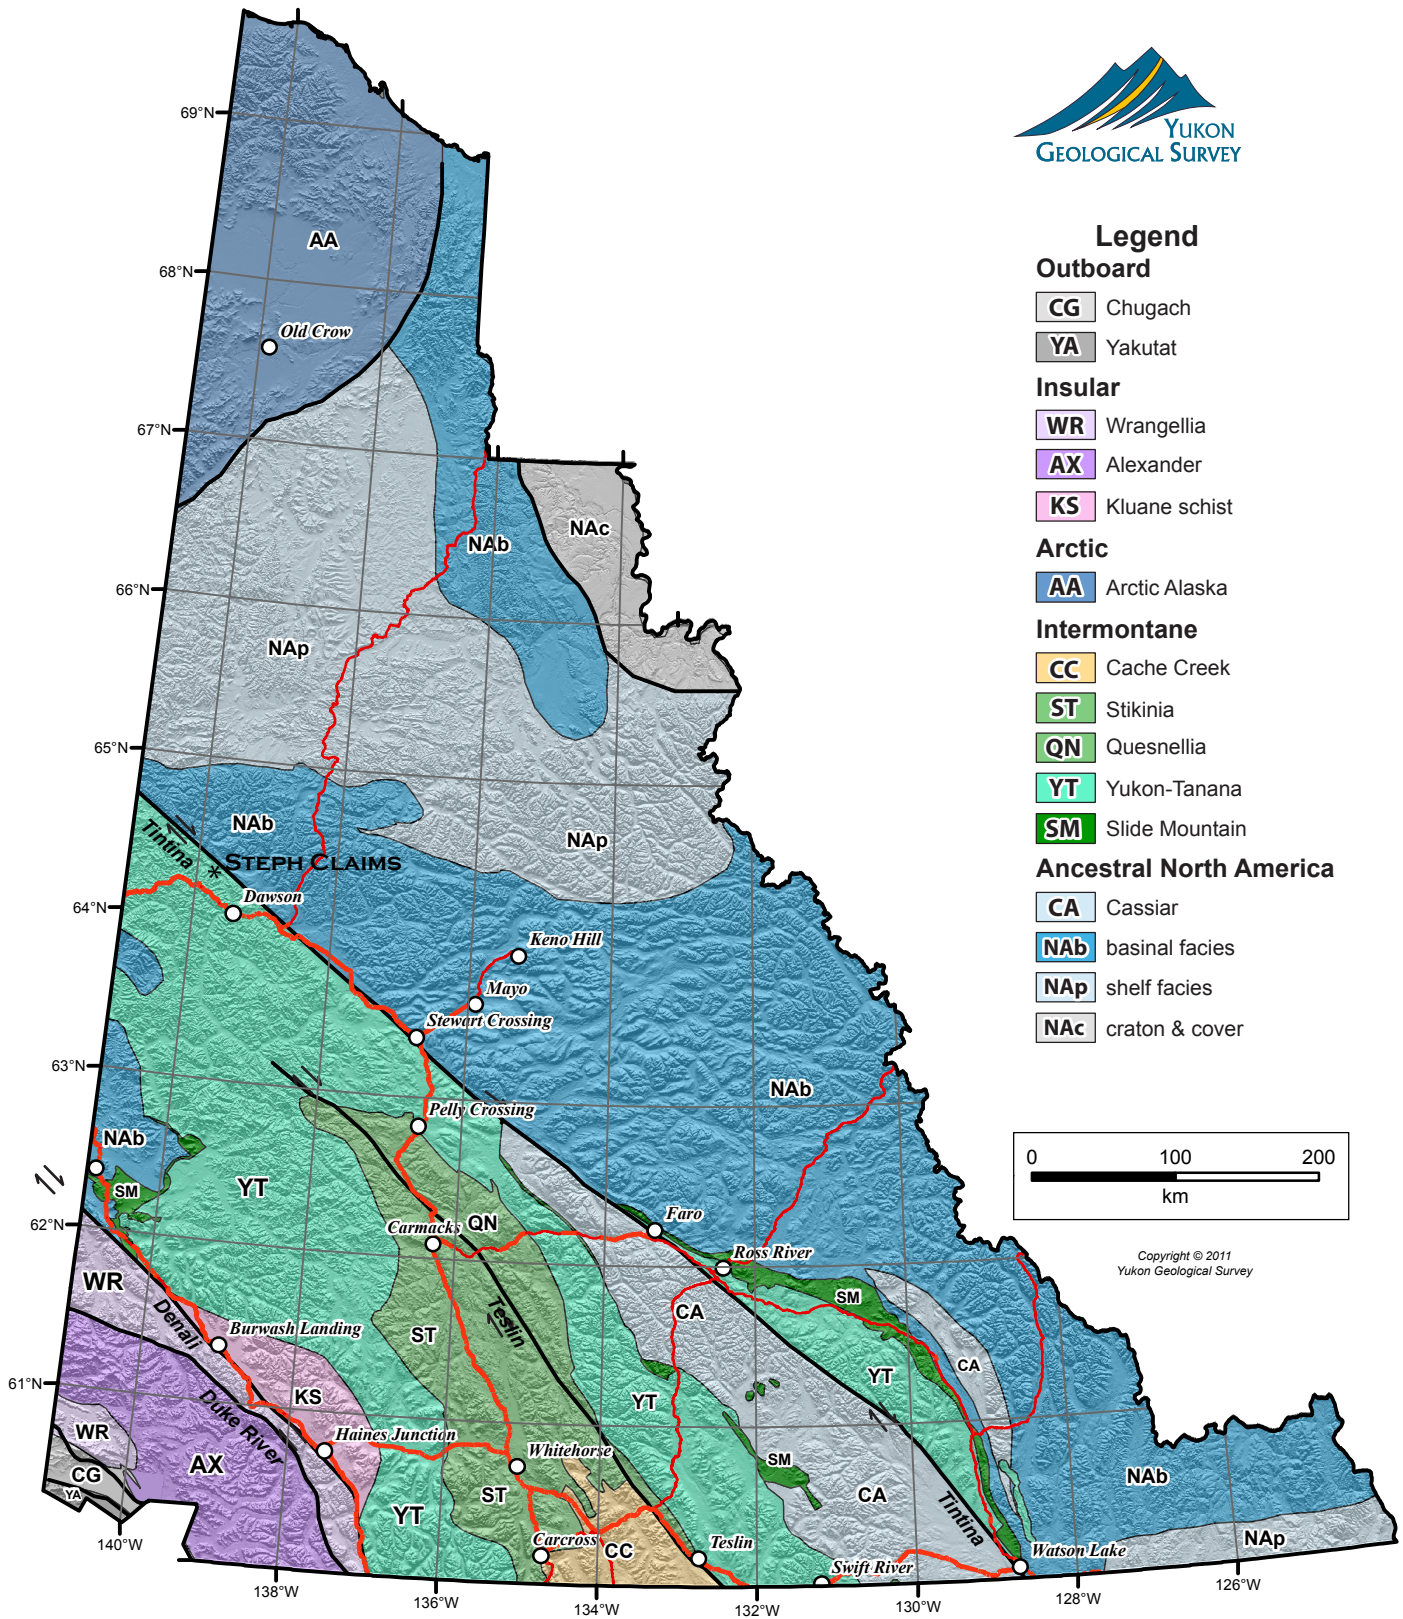 YUKON
GEOLOGICAL SURVEY
Legend
Outboard
CG Chugach
YA Yakutat
Insular
WR Wrangellia
AX Alexander
KS Kluane schist
Arctic
AA Arctic Alaska
Intermontane
CC Cache Creek
ST Stikinia
QN Quesnellia
YT Yukon-Tanana
SM Slide Mountain
Ancestral North America
CA Cassiar
NAb basinal facies
NAp shelf facies
NAc craton & cover
0 100 200
km
Copyright © 2011
Yukon Geological Survey
69°N
68°N
67°N
66°N
65°N
64°N
63°N
62°N
61°N
AA
Old Crow
NAc
NAb
NAp
NAb
NAp
Tintina
* STEPH CLAIMS
Dawson
Keno Hill
Mayo
Stewart Crossing
NAb
Pelly Crossing
NAb
SM
YT
Carmacks
QN
Faro
Ross River
WR
Denali
Burwash Landing
ST
Teslin
CA
SM
CA
YT
KS
YT
Duke River
WR
AX
CG
YA
Haines Junction
Whitehorse
SM
CA
NAb
ST
YT
Tintina
Carcross
CC
Teslin
Swift River
Watson Lake
NAp
140°W
138°W
136°W
134°W
132°W
130°W
128°W
126°W